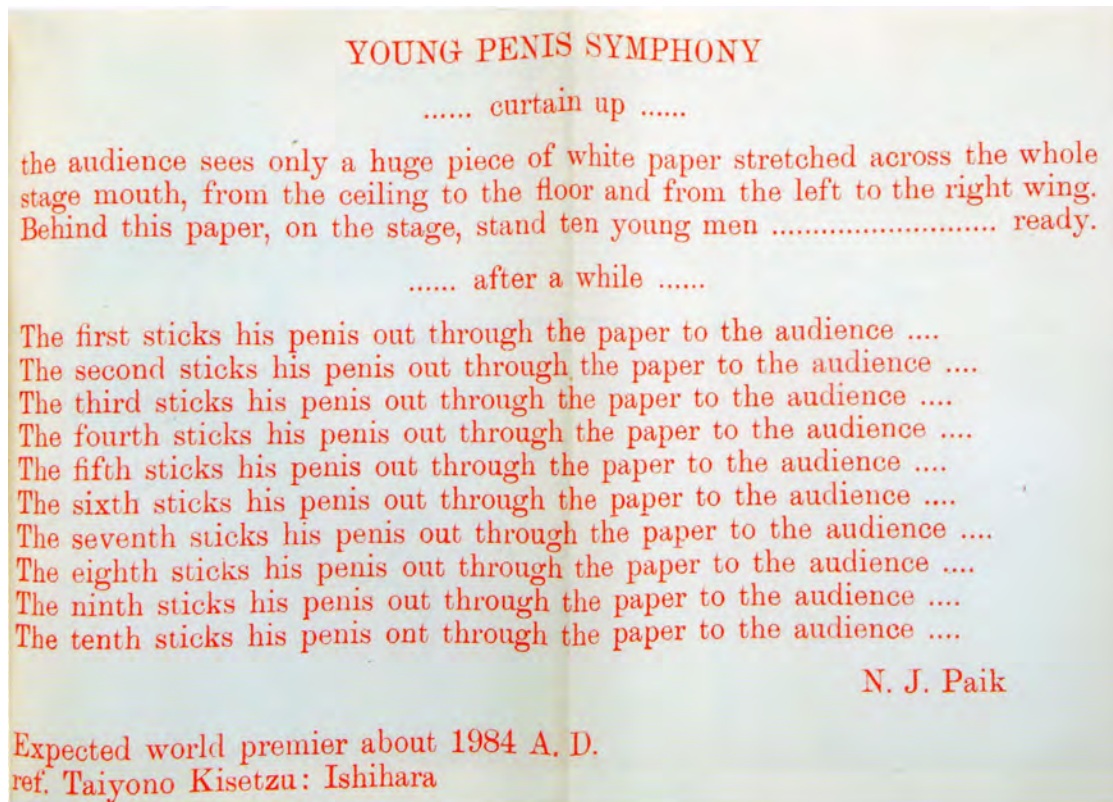 YOUNG PENIS SYMPHONY
...... curtain up ......
the audience sees only a huge piece of white paper stretched across the whole
stage mouth, from the ceiling to the floor and from the left to the right wing.
Behind this paper, on the stage, stand ten young men .......................... ready.
...... after a while ......
The first sticks his penis out through the paper to the audience ....
The second sticks his penis out through the paper to the audience ....
The third sticks his penis out through the paper to the audience ....
The fourth sticks his penis out through the paper to the audience ....
The fifth sticks his penis out through the paper to the audience ....
The sixth sticks his penis out through the paper to the audience ....
The seventh sticks his penis out through the paper to the audience ....
The eighth sticks his penis out through the paper to the audience ....
The ninth sticks his penis out through the paper to the audience ....
The tenth sticks his penis ont through the paper to the audience ....
N. J. Paik
Expected world premier about 1984 A. D.
ref. Taiyono Kisetzu: Ishihara